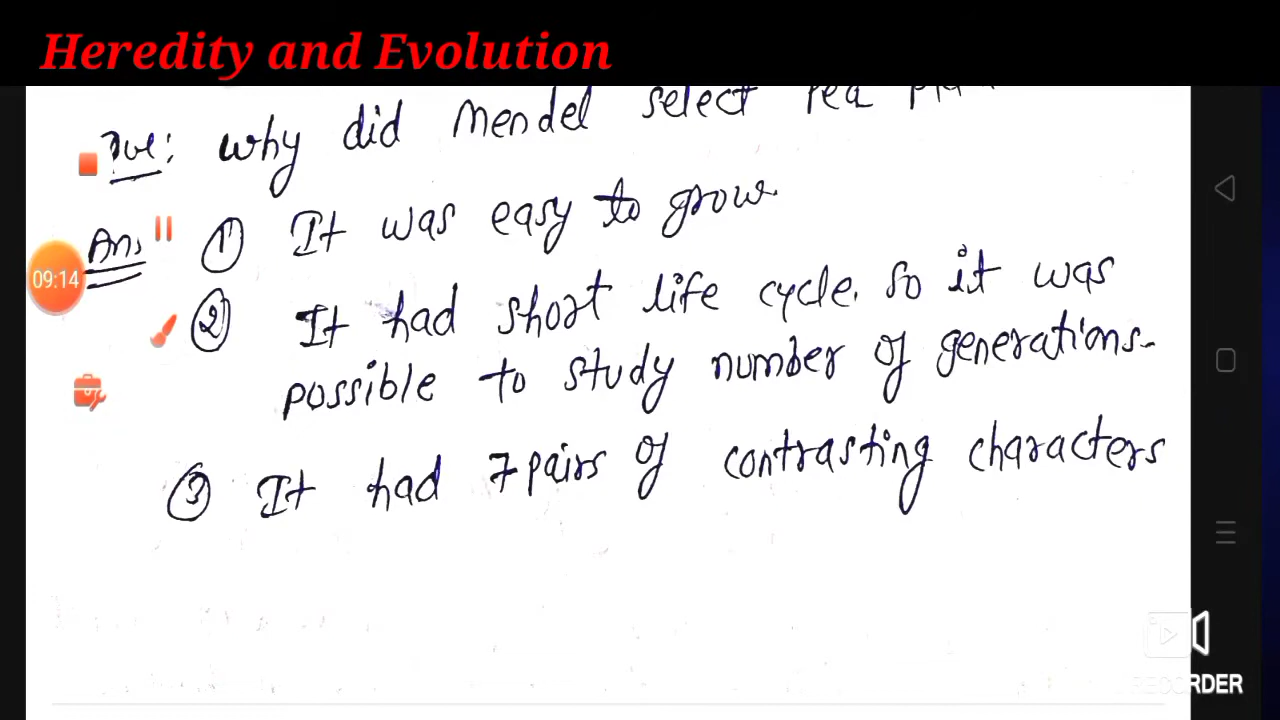 Heredity and Evolution
Que: why did Mendel select Pea
Ans ① It was easy to grow
② It had short life cycle. So it was
possible to study number of generations.
③ It had 7 pairs of contrasting characters
09:14
RECORDER